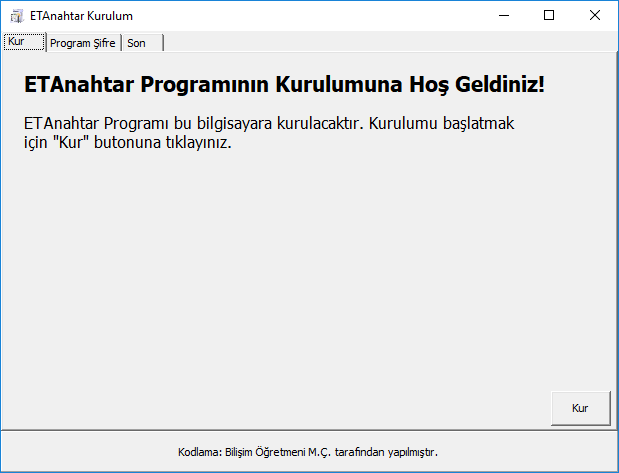 ETAnahtar Kurulum
Kur
Program Şifre
Son
ETAnahtar Programının Kurulumuna Hoş Geldiniz!
ETAnahtar Programı bu bilgisayara kurulacaktır. Kurulumu başlatmak
için "Kur" butonuna tıklayınız.
Kur
Kodlama: Bilişim Öğretmeni M.Ç. tarafından yapılmıştır.